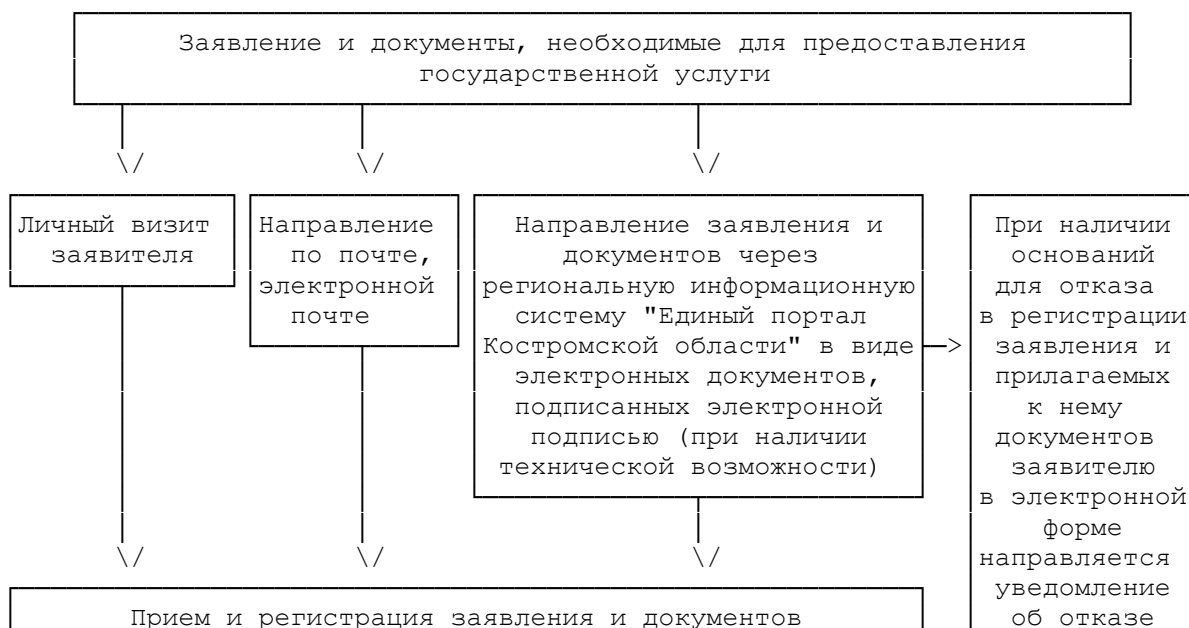 Заявление и документы, необходимые для предоставления
государственной услуги
Личный визит
заявителя
Направление
по почте,
электронной
почте
Направление заявления и
документов через
региональную информационную
систему "Единый портал
Костромской области" в виде
электронных документов,
подписанных электронной
подписью (при наличии
технической возможности)
При наличии
оснований
для отказа
в регистрации
заявления и
прилагаемых
к нему
документов
заявителю
в электронной
форме
направляется
уведомление
об отказе
Прием и регистрация заявления и документов